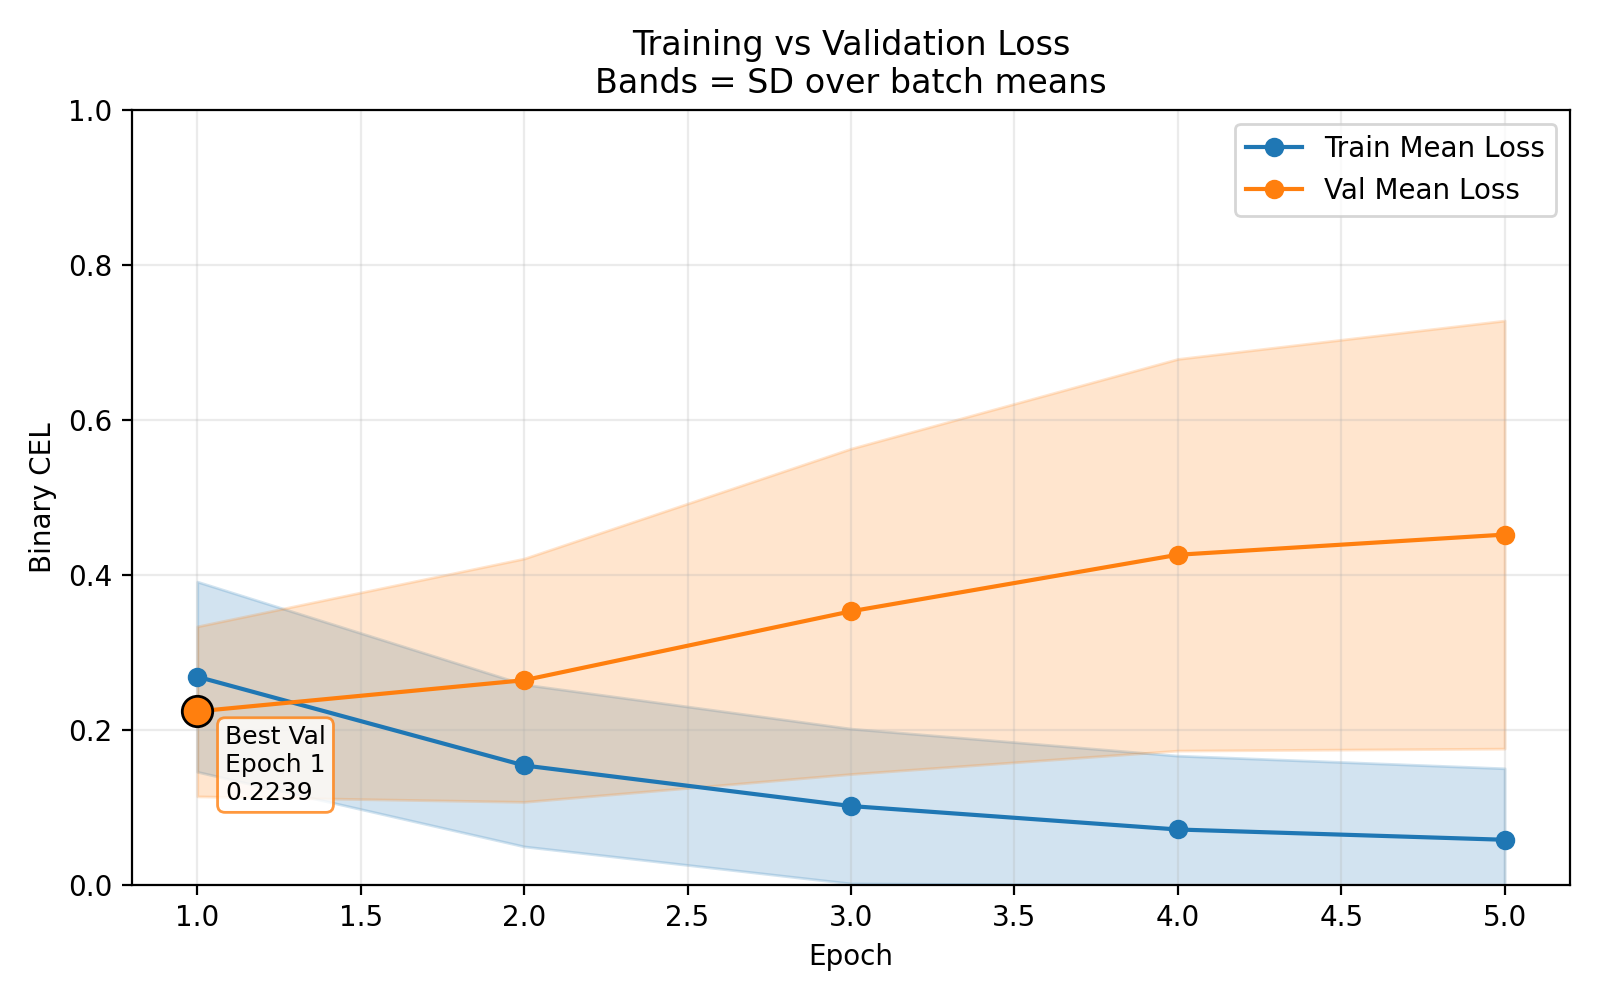 Training vs Validation Loss
Bands = SD over batch means
Train Mean Loss
Val Mean Loss
Binary CEL
1.0
0.8
0.6
0.4
0.2
0.0
Best Val
Epoch 1
0.2239
1.0 1.5 2.0 2.5 3.0 3.5 4.0 4.5 5.0
Epoch